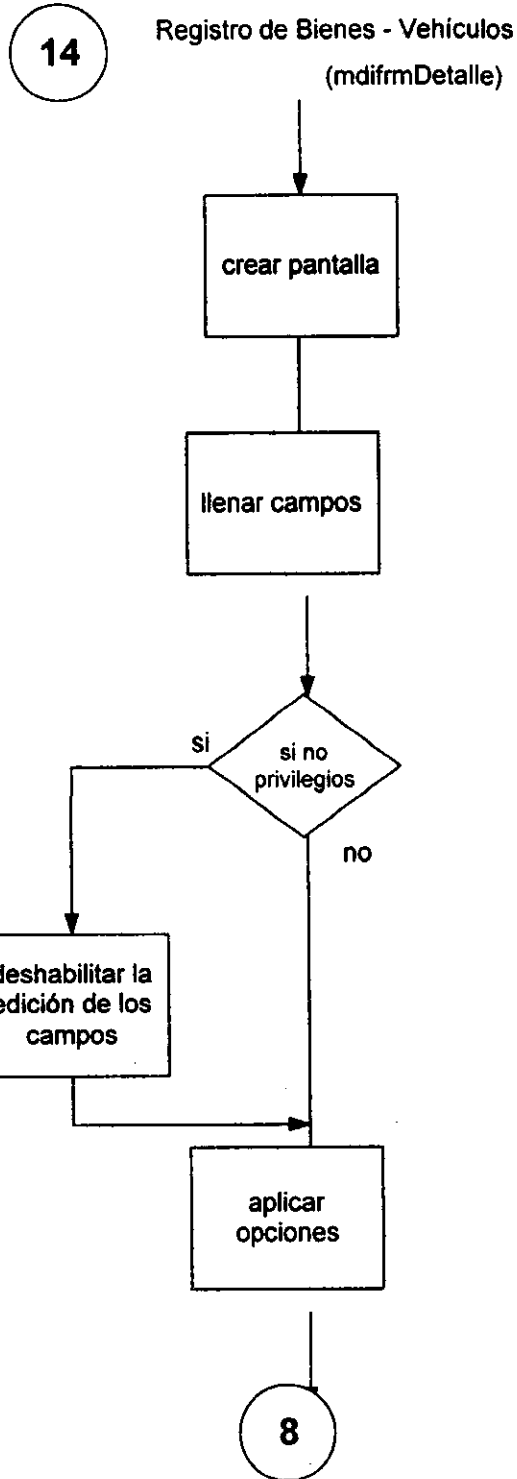 14
Registro de Bienes - Vehículos
(mdifrmDetalle)
crear pantalla
llenar campos
si
si no
privilegios
no
deshabilitar la
edición de los
campos
aplicar
opciones
8